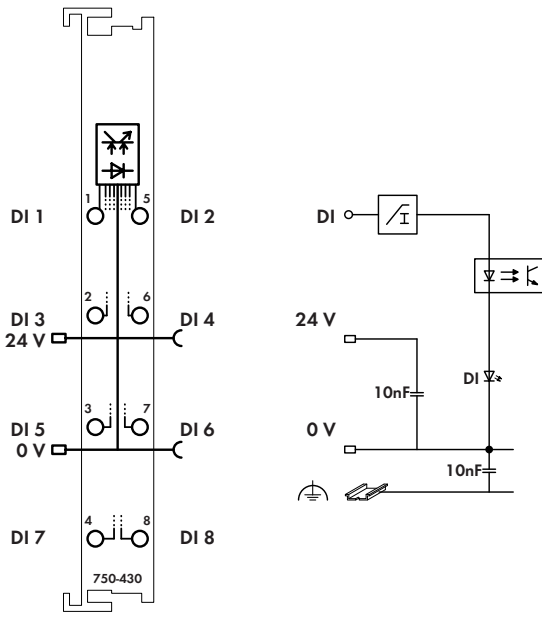 1 5
DI 1 DI 2
2 6
DI 3 DI 4
24 V
3 7
DI 5 DI 6
0 V
4 8
DI 7 DI 8
750-430
DI
I
24 V
10nF
DI
0 V
10nF